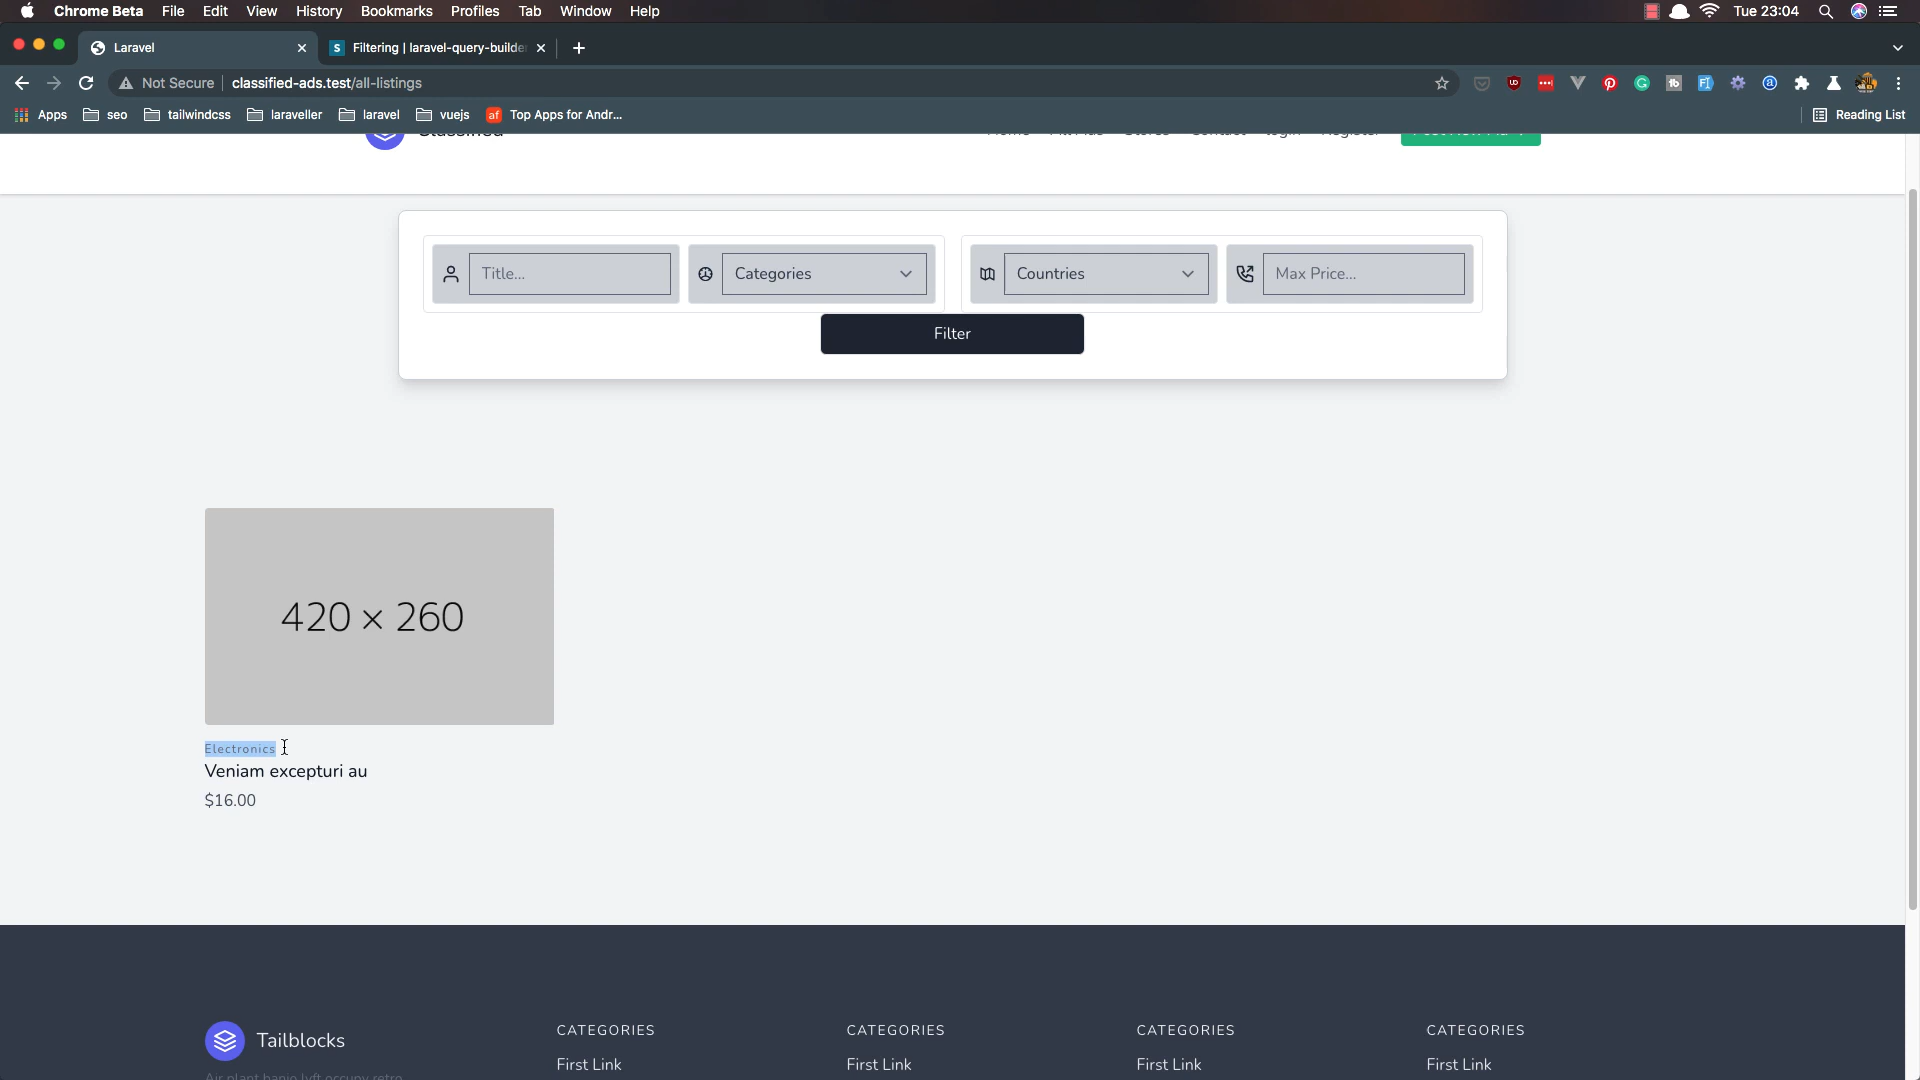 Chrome Beta File Edit View History Bookmarks Profiles Tab Window Help Tue 23:04
Laravel Filtering | laravel-query-builde
Not Secure classified-ads.test/all-listings
Apps seo tailwindcss laraveller laravel vuejs af Top Apps for Andr... Reading List
Classified
Title... Categories Countries Max Price...
Filter
420 × 260
Electronics
Veniam excepturi au
$16.00
Tailblocks CATEGORIES CATEGORIES CATEGORIES CATEGORIES
First Link First Link First Link First Link